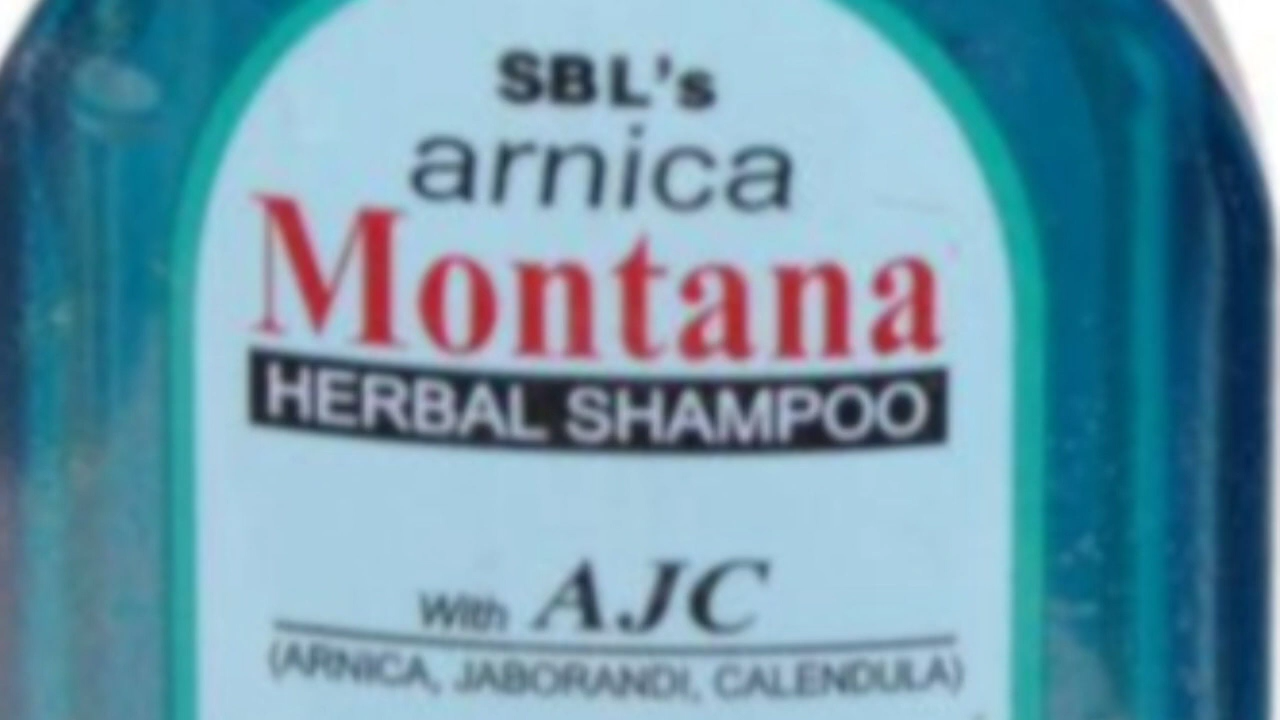 SBL's
arnica
Montana
HERBAL SHAMPOO
With AJC
(ARNICA, JABORANDI, CALENDULA)